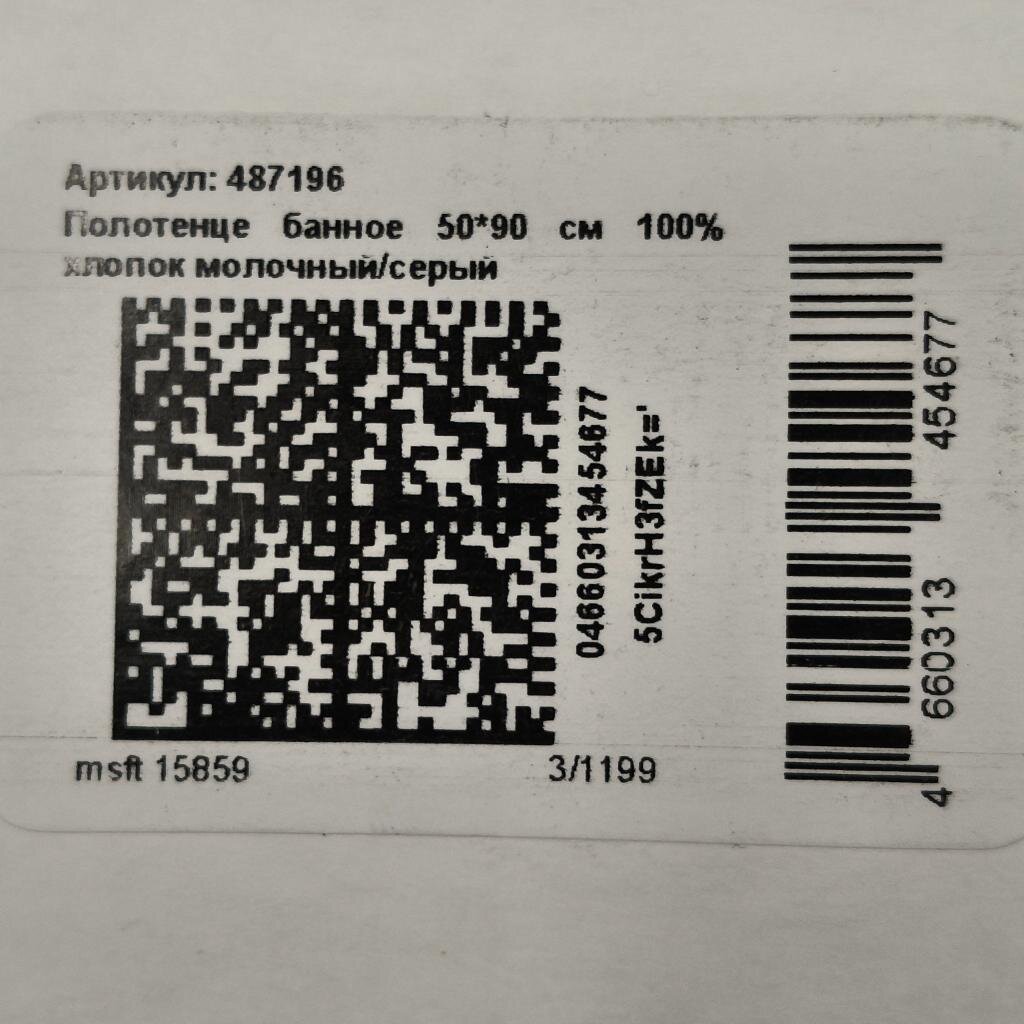 Артикул: 487196
Полотенце банное 50*90 см 100%
хлопок молочный/серый
04660313454677
5CikrH3fZEk='
msft 15859
3/1199
4 660313 454677